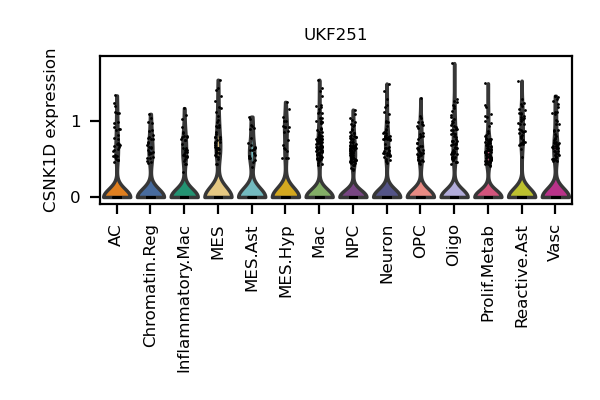 UKF251
CSNK1D expression
1
0
AC
Chromatin.Reg
Inflammatory.Mac
MES
MES.Ast
MES.Hyp
Mac
NPC
Neuron
OPC
Oligo
Prolif.Metab
Reactive.Ast
Vasc